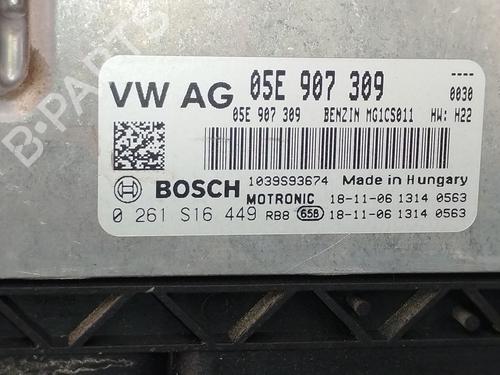 VW AG 05E 907 309
---- 0030
05E 907 309 BENZIN MG1CS011 HW: H22
BOSCH 1039S93674 Made in Hungary
MOTRONIC 18-11-06 1314 0563
0 261 S16 449 RB8 658 18-11-06 1314 0563
B-PARTS